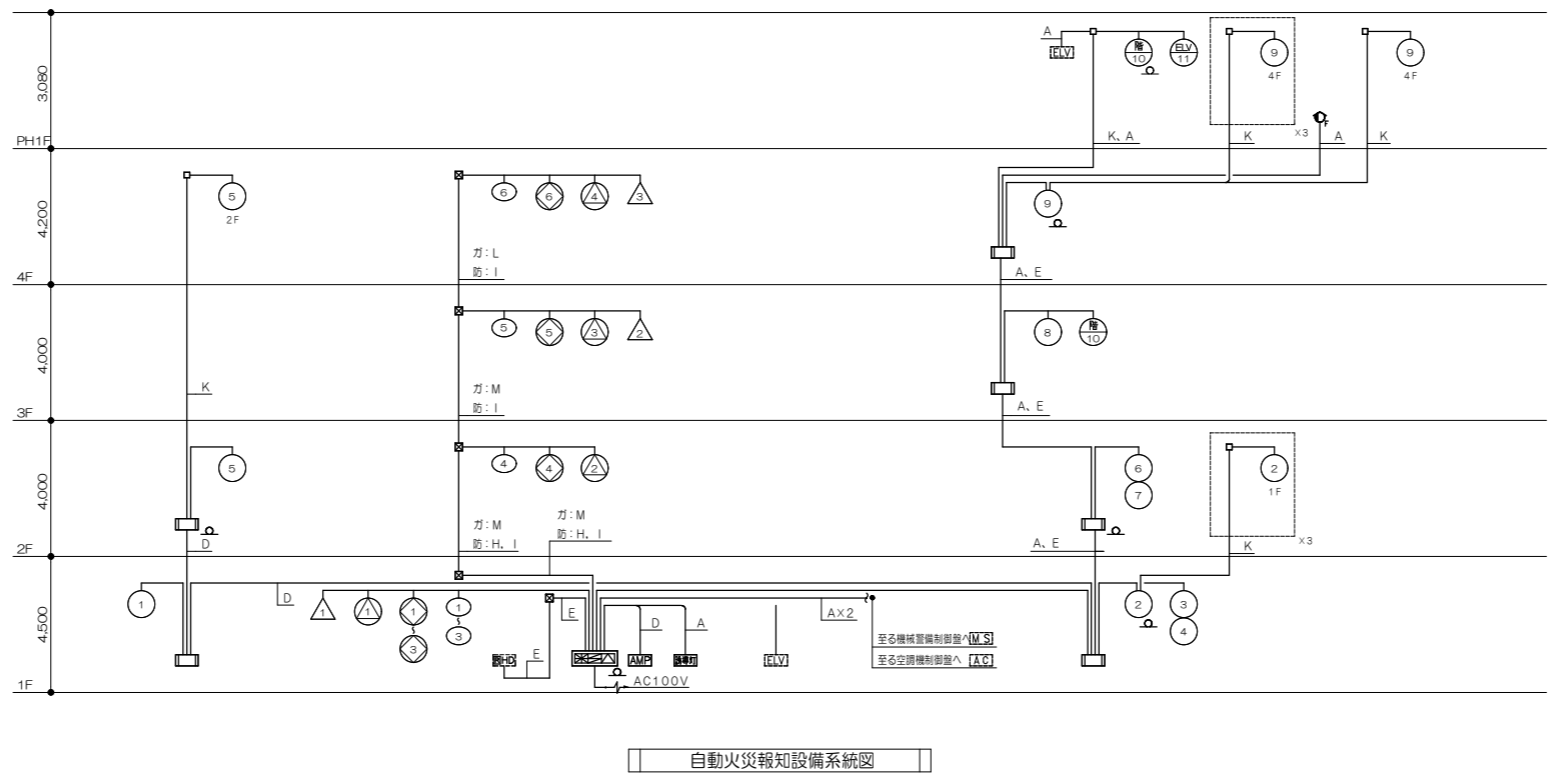 3,080
A
ELV
階
10
ELV
11
9
4F
9
4F
PH1F
K、A
K
×3
F
A
K
5
2F
6
6
4
3
9
4,200
ガ：L
防：I
4F
A、E
5
5
3
2
8
階
10
4,000
K
ガ：M
防：I
3F
A、E
5
4
4
2
6
7
2
1F
4,000
ガ：M
防：H、I
ガ：M
防：H、I
2F
D
A、E
K
×3
1
D
1
1
1
3
1
3
E
D
A
A×2
2
3
4
4,500
至る機械警備制御盤へ MS
至る空調機制御盤へ AC
E
AMP
誘導灯
ELV
1F
AC100V
自動火災報知設備系統図